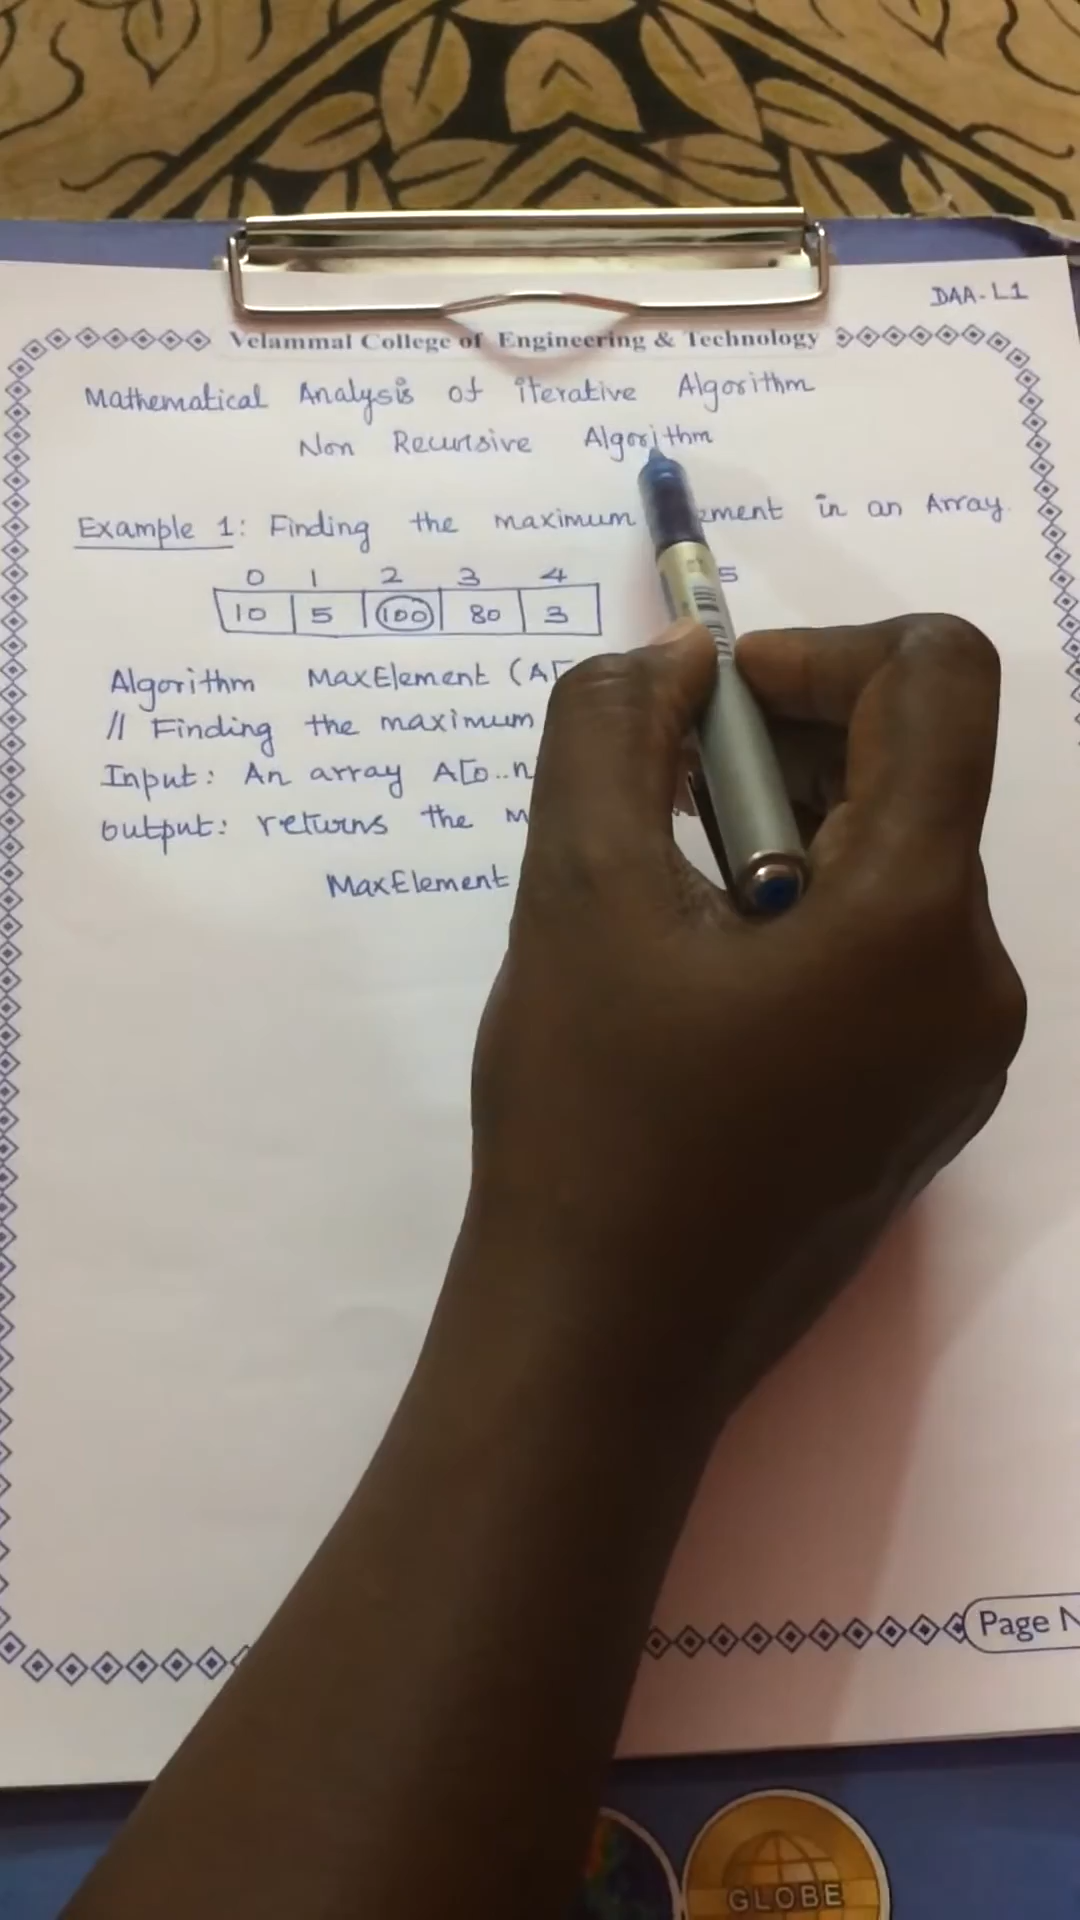 DAA-L1
Velammal College of Engineering & Technology
Mathematical Analysis of iterative Algorithm
Non Recursive Algorithm
Example 1: Finding the maximum in an Array.
0 1 2 3 4 5
10 5 100 80 3
Algorithm MaxElement (A[
// Finding the maximum
Input: An array A[0..n
output: returns the
MaxElement
Page
GLOBE